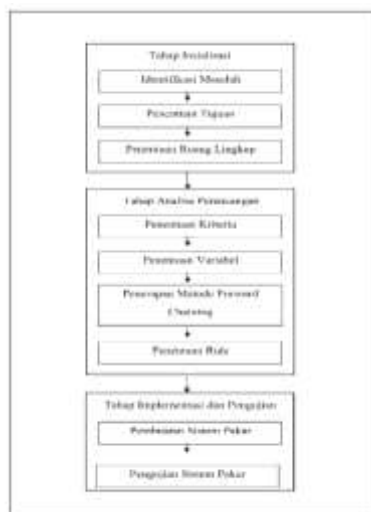 Tahap
Identifikasi Masalah
Penentuan Tujuan
Penentuan Ruang Lingkup
Tahap Analisa Perancangan
Penentuan Kriteria
Penentuan Variabel
Penerapan Metode Forward
Chaining
Penentuan Rule
Tahap Implementasi dan Pengujian
Pembuatan Sistem Pakar
Pengujian Sistem Pakar